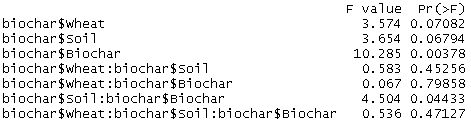 F value Pr(>F)
biochar$Wheat 3.574 0.07082
biochar$Soil 3.654 0.06794
biochar$Biochar 10.285 0.00378
biochar$Wheat:biochar$Soil 0.583 0.45256
biochar$Wheat:biochar$Biochar 0.067 0.79858
biochar$Soil:biochar$Biochar 4.504 0.04433
biochar$Wheat:biochar$Soil:biochar$Biochar 0.536 0.47127